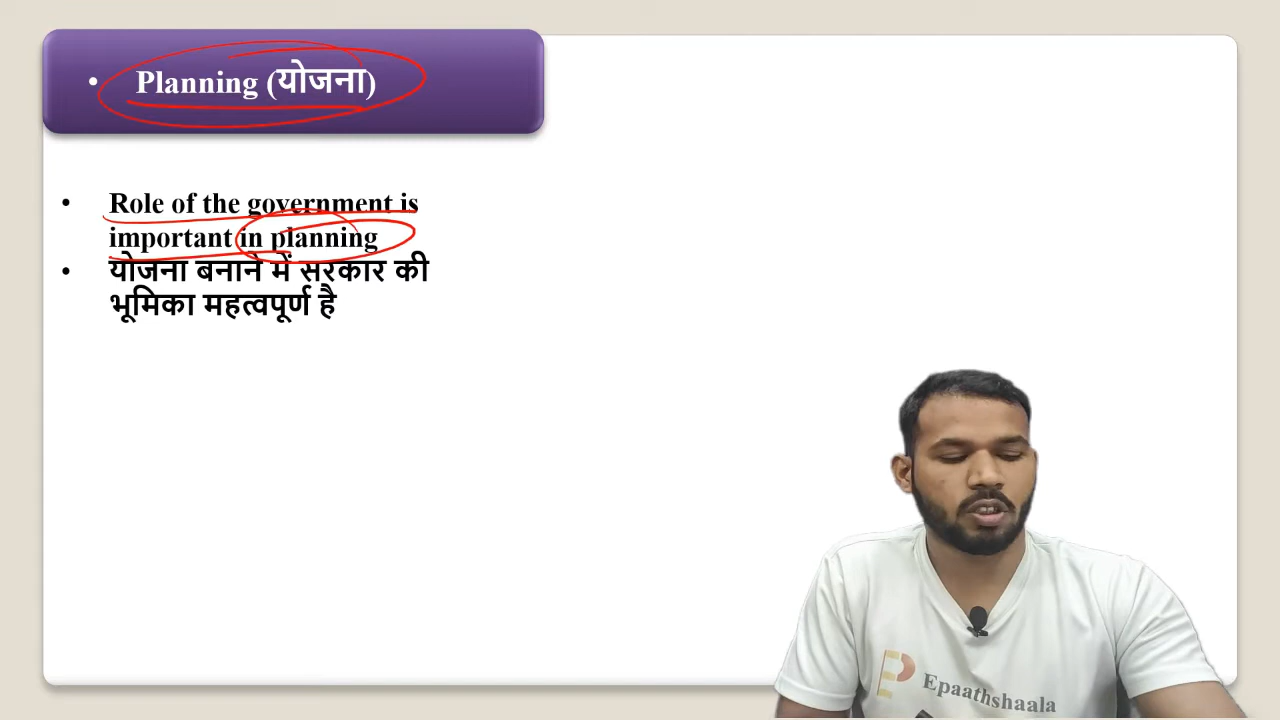 • Planning (योजना)
• Role of the government is
important in planning
• योजना बनाने में सरकार की
भूमिका महत्वपूर्ण है
Epaathshaala